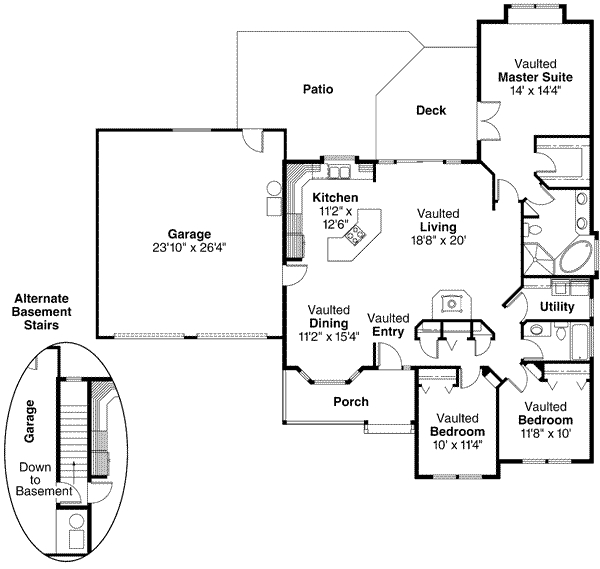 Vaulted
Master Suite
14' x 14'4"
Patio
Deck
Kitchen
11'2" x
12'6"
Garage
23'10" x 26'4"
Vaulted
Living
18'8" x 20'
Utility
Vaulted
Dining
11'2" x 15'4"
Vaulted
Entry
Alternate
Basement
Stairs
Porch
Vaulted
Bedroom
10' x 11'4"
Vaulted
Bedroom
11'8" x 10'
Garage
Down
to
Basement